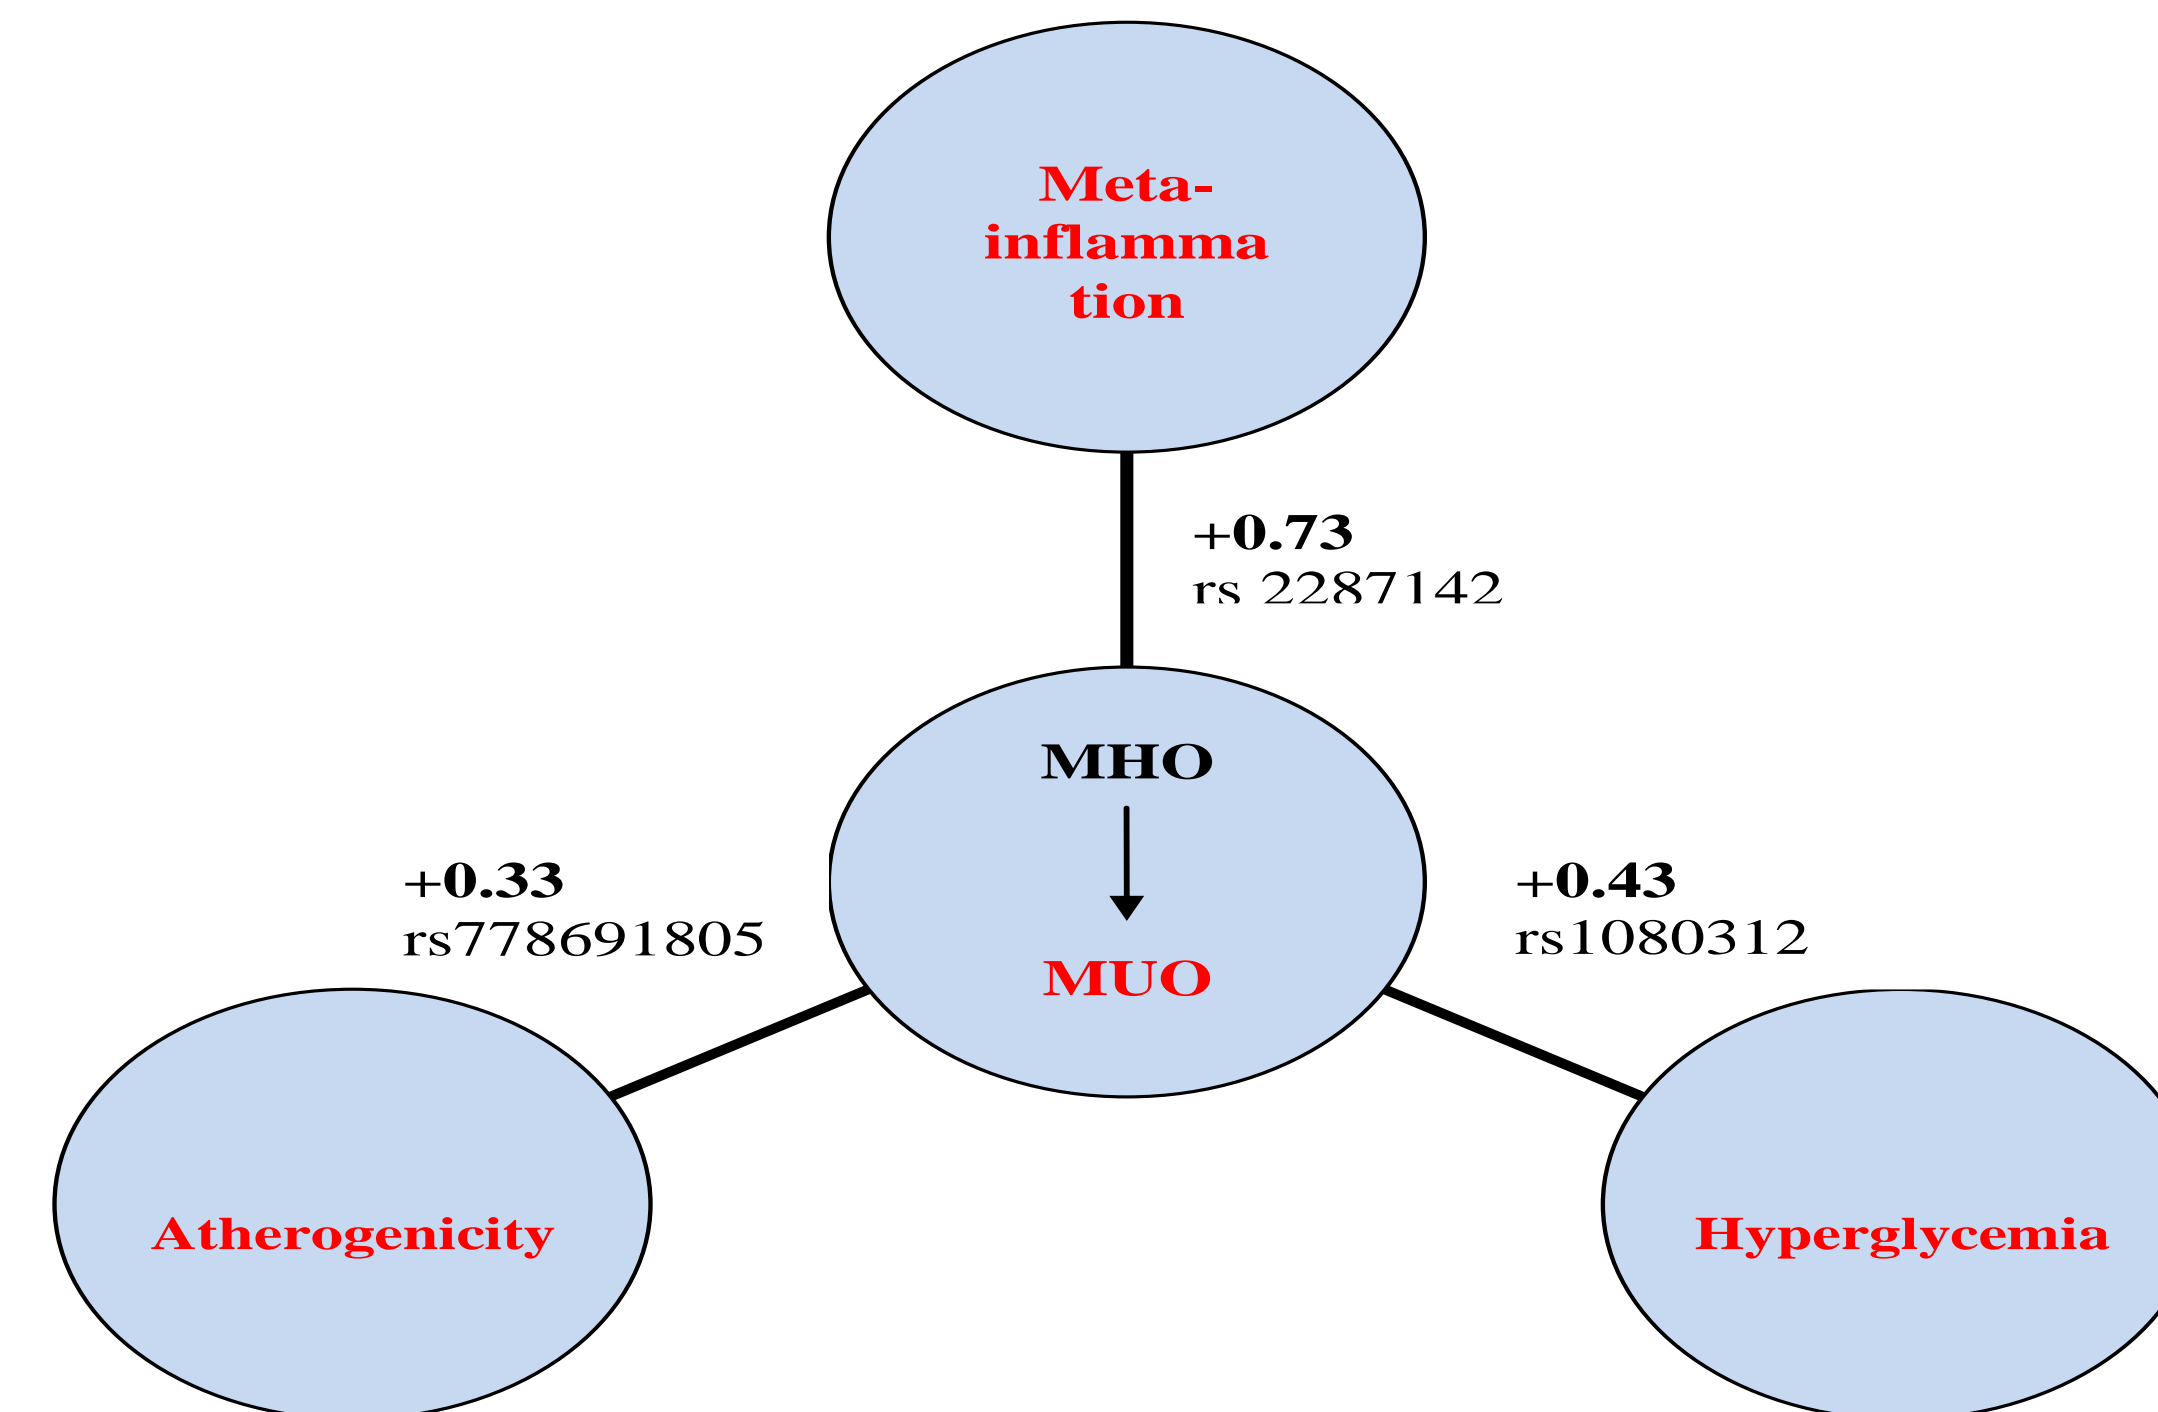 Meta-
inflamma
tion
+0.73
rs 2287142
MHO
MUO
+0.33
rs778691805
+0.43
rs1080312
Atherogenicity
Hyperglycemia